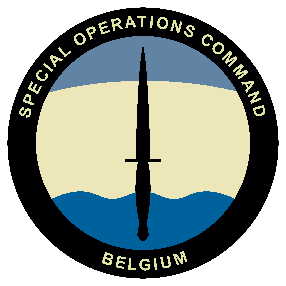 SPECIAL OPERATIONS COMMAND
BELGIUM